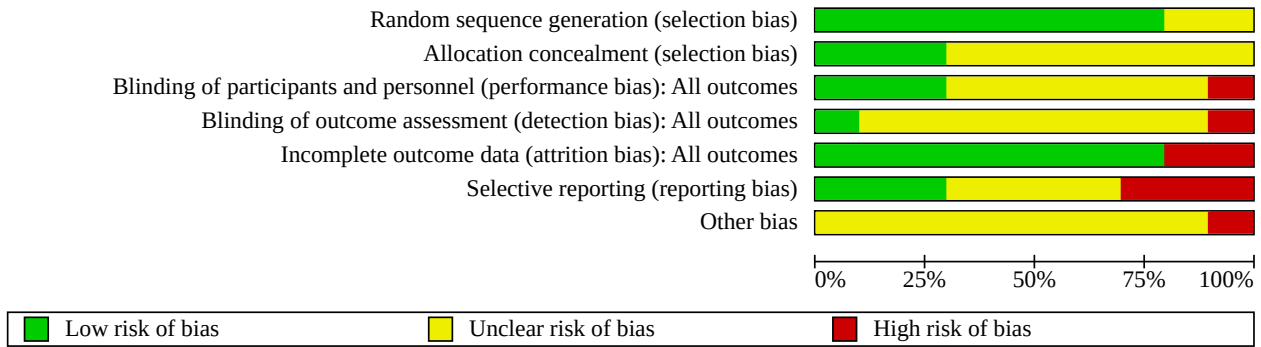 Random sequence generation (selection bias)
Allocation concealment (selection bias)
Blinding of participants and personnel (performance bias): All outcomes
Blinding of outcome assessment (detection bias): All outcomes
Incomplete outcome data (attrition bias): All outcomes
Selective reporting (reporting bias)
Other bias
0% 25% 50% 75% 100%
Low risk of bias Unclear risk of bias High risk of bias